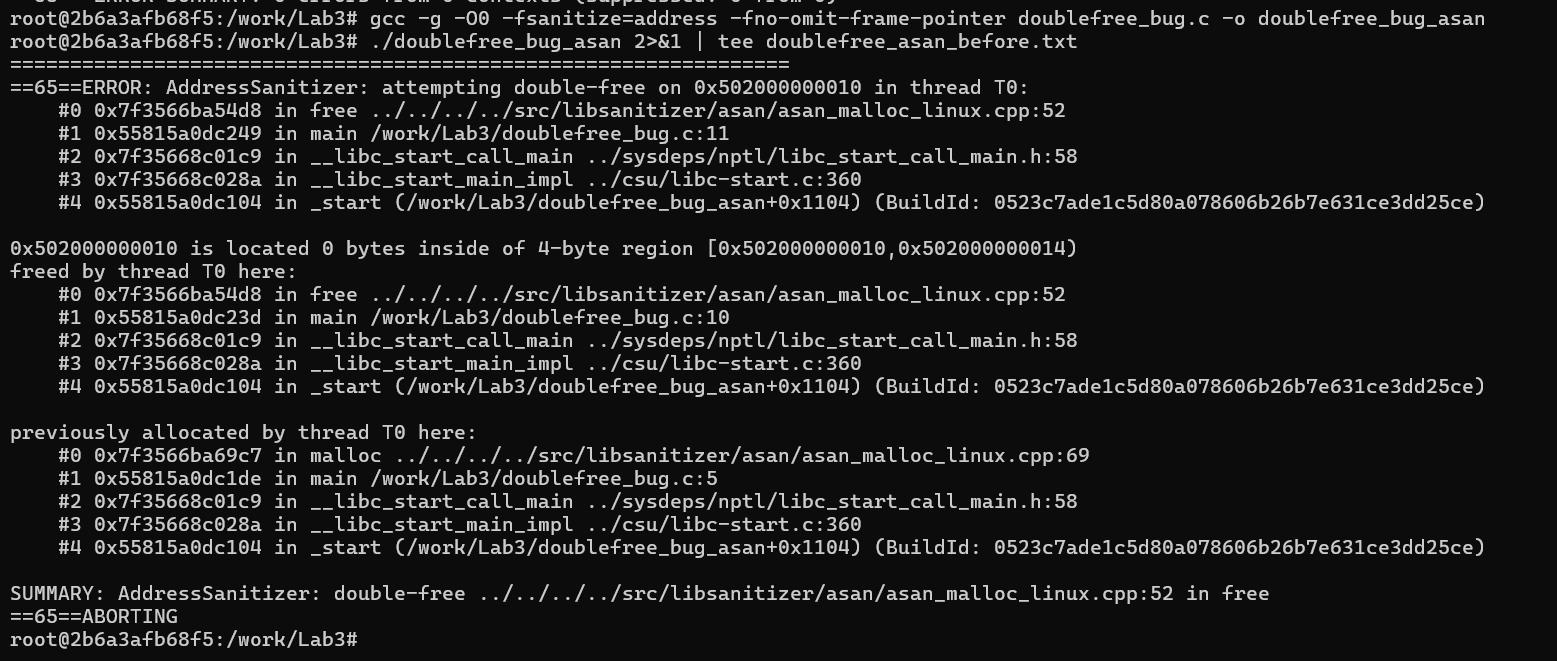 root@2b6a3afb68f5:/work/Lab3# gcc -g -O0 -fsanitize=address -fno-omit-frame-pointer doublefree_bug.c -o doublefree_bug_asan
root@2b6a3afb68f5:/work/Lab3# ./doublefree_bug_asan 2>&1 | tee doublefree_asan_before.txt
=================================================================
==65==ERROR: AddressSanitizer: attempting double-free on 0x502000000010 in thread T0:
    #0 0x7f3566ba54d8 in free ../../../../src/libsanitizer/asan/asan_malloc_linux.cpp:52
    #1 0x55815a0dc249 in main /work/Lab3/doublefree_bug.c:11
    #2 0x7f35668c01c9 in __libc_start_call_main ../sysdeps/nptl/libc_start_call_main.h:58
    #3 0x7f35668c028a in __libc_start_main_impl ../csu/libc-start.c:360
    #4 0x55815a0dc104 in _start (/work/Lab3/doublefree_bug_asan+0x1104) (BuildId: 0523c7ade1c5d80a078606b26b7e631ce3dd25ce)

0x502000000010 is located 0 bytes inside of 4-byte region [0x502000000010,0x502000000014)
freed by thread T0 here:
    #0 0x7f3566ba54d8 in free ../../../../src/libsanitizer/asan/asan_malloc_linux.cpp:52
    #1 0x55815a0dc23d in main /work/Lab3/doublefree_bug.c:10
    #2 0x7f35668c01c9 in __libc_start_call_main ../sysdeps/nptl/libc_start_call_main.h:58
    #3 0x7f35668c028a in __libc_start_main_impl ../csu/libc-start.c:360
    #4 0x55815a0dc104 in _start (/work/Lab3/doublefree_bug_asan+0x1104) (BuildId: 0523c7ade1c5d80a078606b26b7e631ce3dd25ce)

previously allocated by thread T0 here:
    #0 0x7f3566ba69c7 in malloc ../../../../src/libsanitizer/asan/asan_malloc_linux.cpp:69
    #1 0x55815a0dc1de in main /work/Lab3/doublefree_bug.c:5
    #2 0x7f35668c01c9 in __libc_start_call_main ../sysdeps/nptl/libc_start_call_main.h:58
    #3 0x7f35668c028a in __libc_start_main_impl ../csu/libc-start.c:360
    #4 0x55815a0dc104 in _start (/work/Lab3/doublefree_bug_asan+0x1104) (BuildId: 0523c7ade1c5d80a078606b26b7e631ce3dd25ce)

SUMMARY: AddressSanitizer: double-free ../../../../src/libsanitizer/asan/asan_malloc_linux.cpp:52 in free
==65==ABORTING
root@2b6a3afb68f5:/work/Lab3#